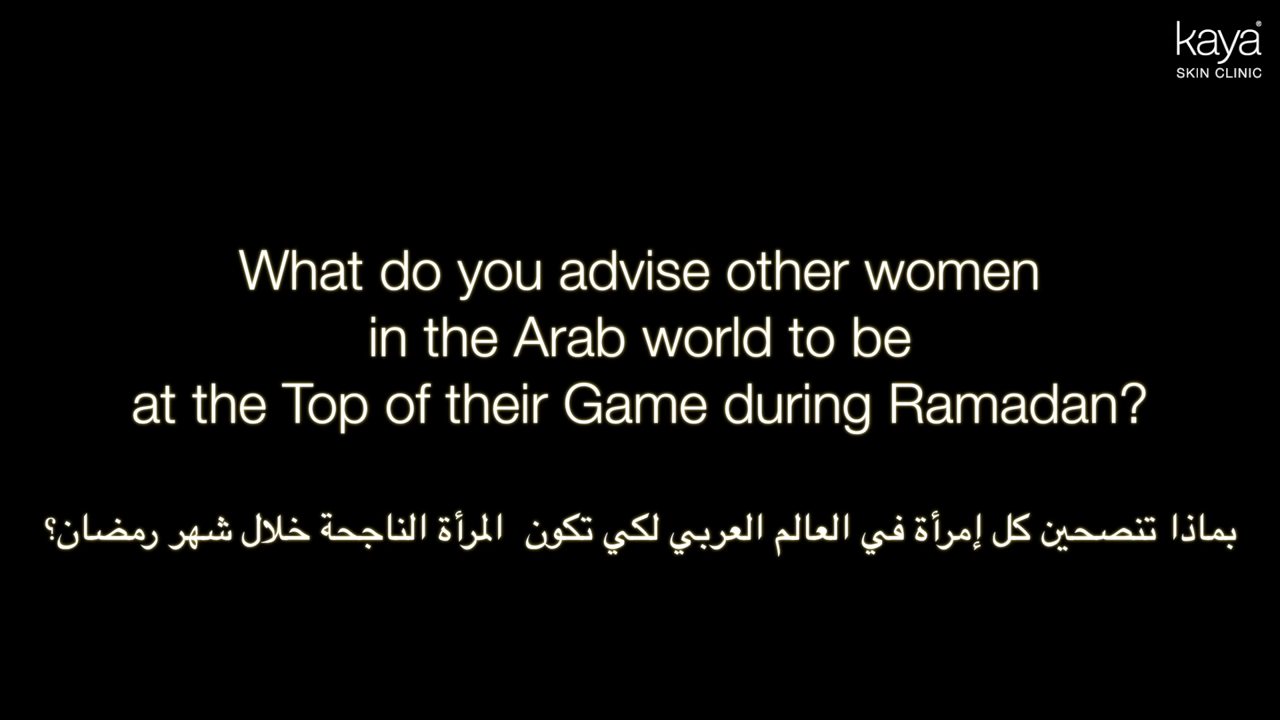 kaya®
SKIN CLINIC
What do you advise other women
in the Arab world to be
at the Top of their Game during Ramadan?
بماذا تنصحين كل إمرأة في العالم العربي لكي تكون المرأة الناجحة خلال شهر رمضان؟